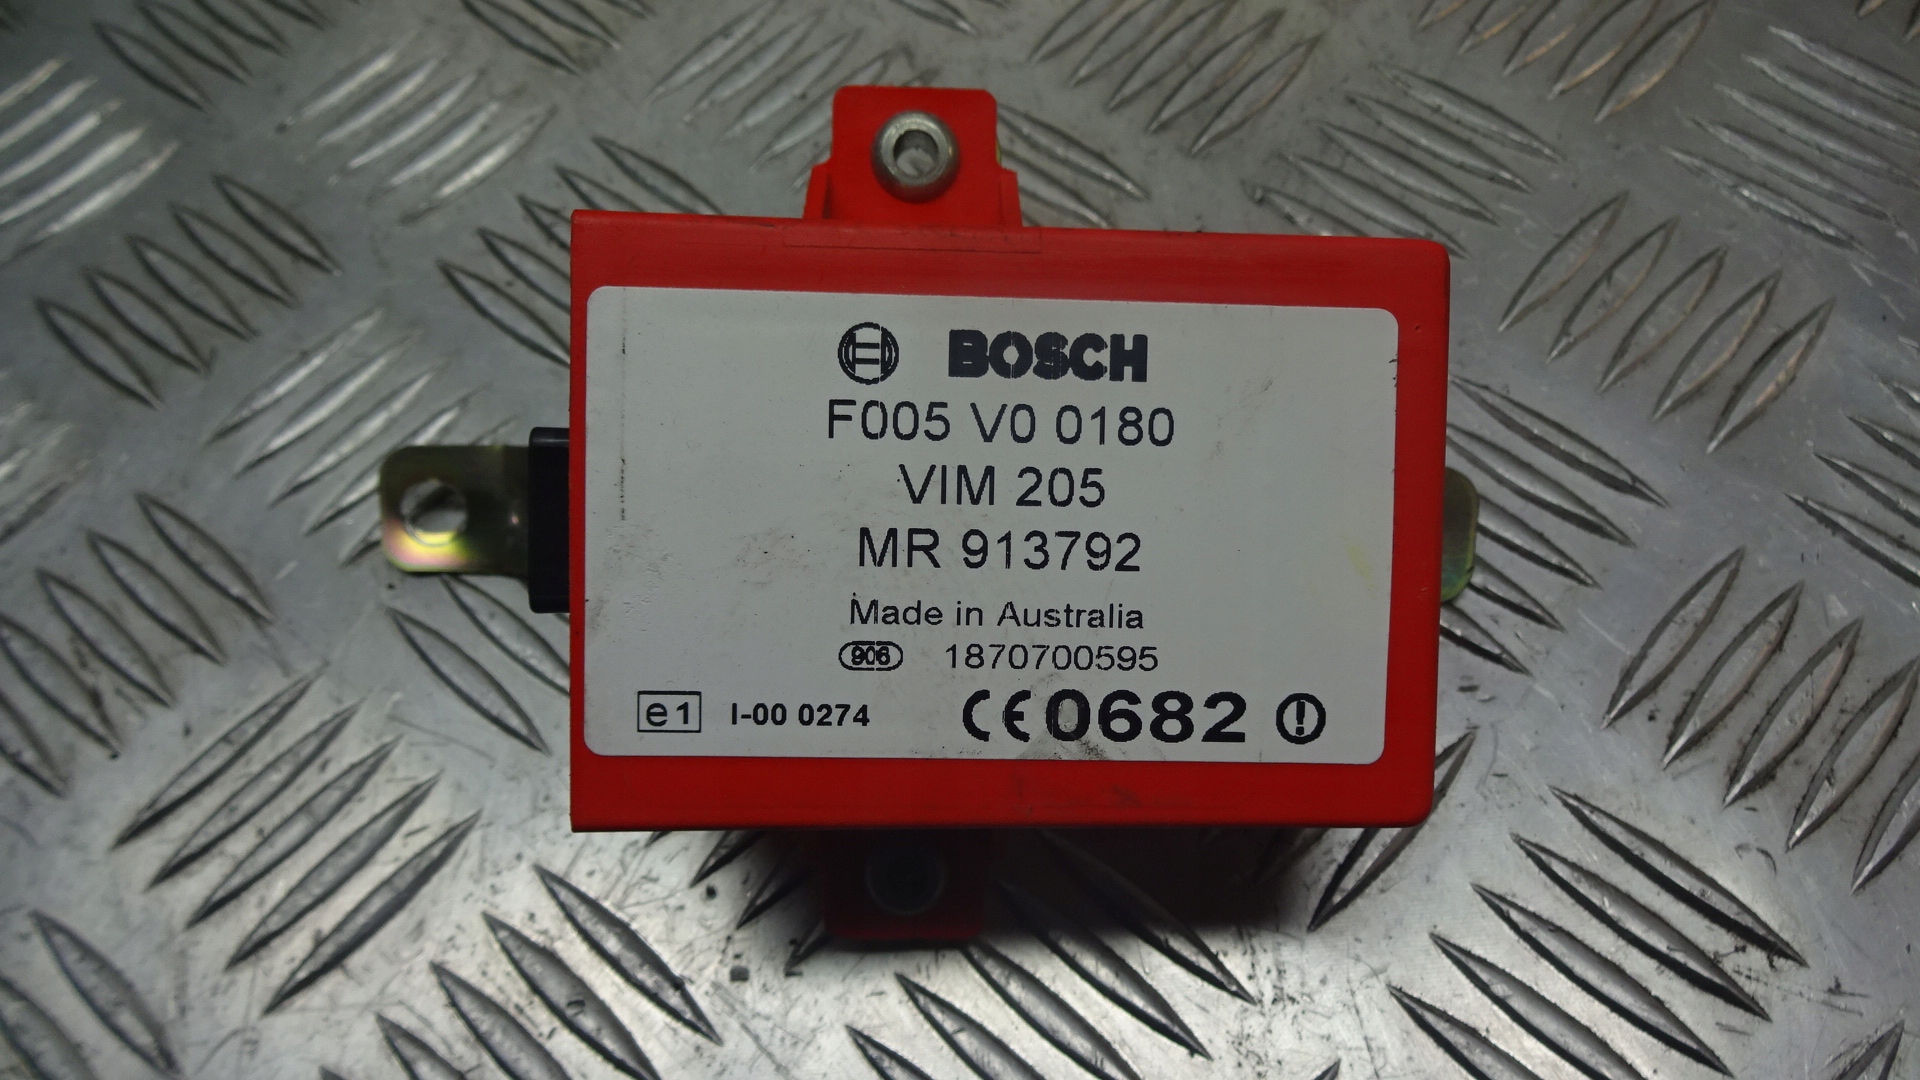 BOSCH
F005 V0 0180
VIM 205
MR 913792
Made in Australia
906 1870700595
e1 I-00 0274 CE0682